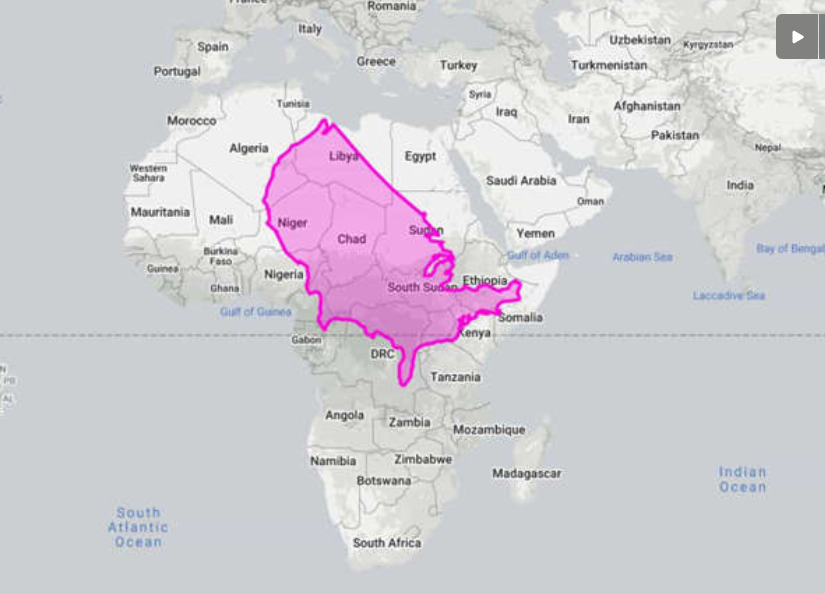 Romania
Italy
Spain
Portugal
Greece
Turkey
Uzbekistan
Kyrgyzstan
Turkmenistan
Tunisia
Syria
Iraq
Iran
Afghanistan
Morocco
Pakistan
Algeria
Libya
Egypt
Nepal
Western
Sahara
Saudi Arabia
India
Oman
Mauritania
Mali
Niger
Chad
Sudan
Yemen
Burkina
Faso
Gulf of Aden
Arabian Sea
Bay of Bengal
Guinea
Nigeria
Ghana
South Sudan
Ethiopia
Laccadive Sea
Gulf of Guinea
Somalia
Kenya
Gabon
DRC
Tanzania
PB
AL
Angola
Zambia
Mozambique
Namibia
Zimbabwe
Botswana
Madagascar
Indian
Ocean
South
Atlantic
Ocean
South Africa